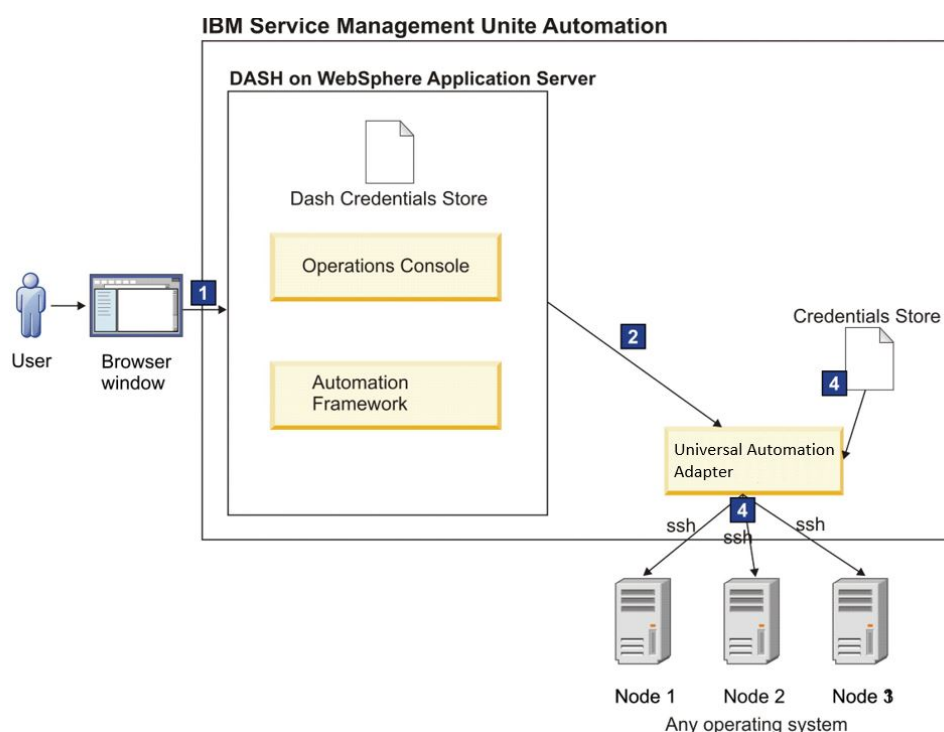 IBM Service Management Unite Automation
DASH on WebSphere Application Server
Dash Credentials Store
Operations Console
Automation
Framework
User
Browser
window
1
2
Credentials Store
4
Universal Automation
Adapter
4
ssh
ssh
ssh
Node 1
Node 2
Node
Any operating system